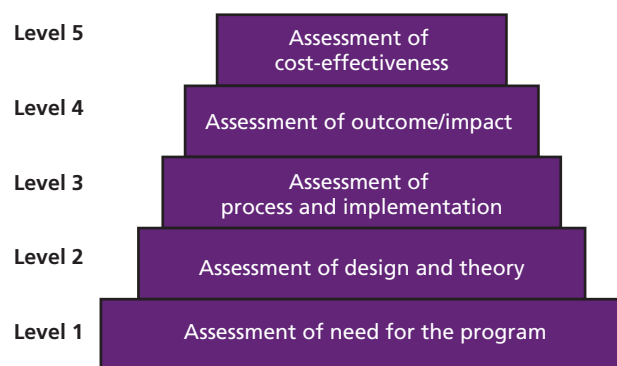 Level 5
Assessment of
cost-effectiveness
Level 4
Assessment of outcome/impact
Level 3
Assessment of
process and implementation
Level 2
Assessment of design and theory
Level 1
Assessment of need for the program